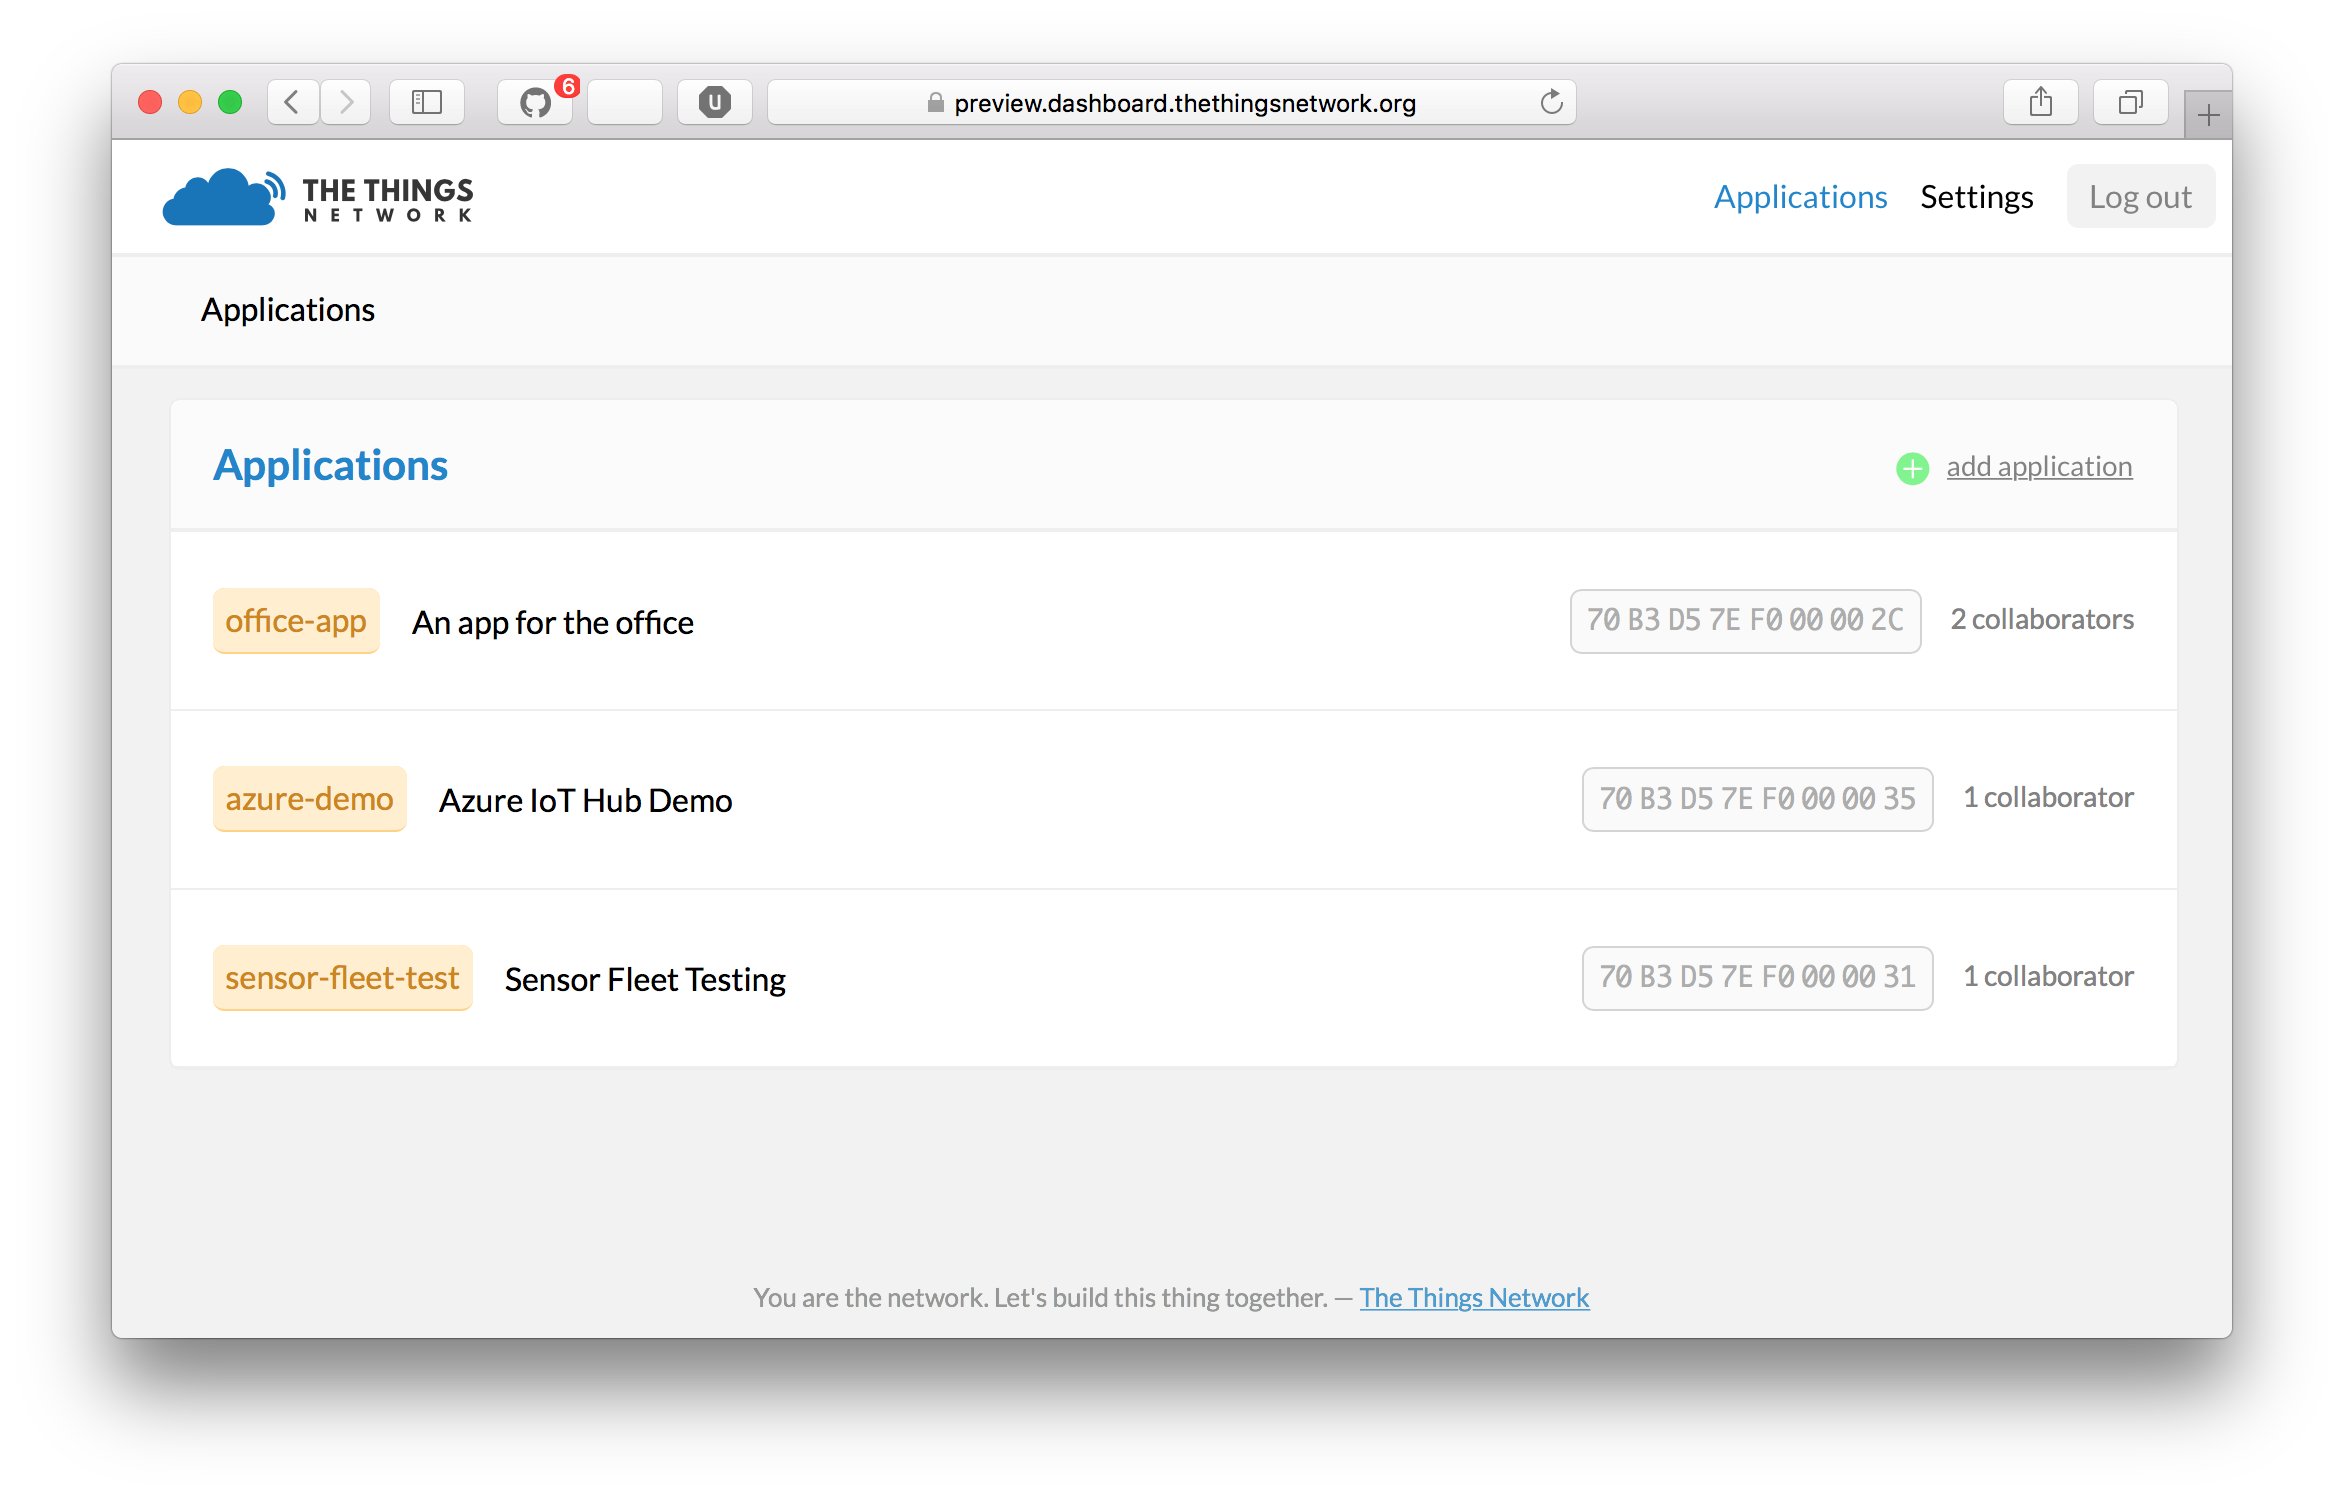 6
U
preview.dashboard.thethingsnetwork.org
THE THINGS
NETWORK
Applications Settings Log out
Applications
Applications
add application
office-app An app for the office 70 B3 D5 7E F0 00 00 2C 2 collaborators
azure-demo Azure IoT Hub Demo 70 B3 D5 7E F0 00 00 35 1 collaborator
sensor-fleet-test Sensor Fleet Testing 70 B3 D5 7E F0 00 00 31 1 collaborator
You are the network. Let's build this thing together. — The Things Network